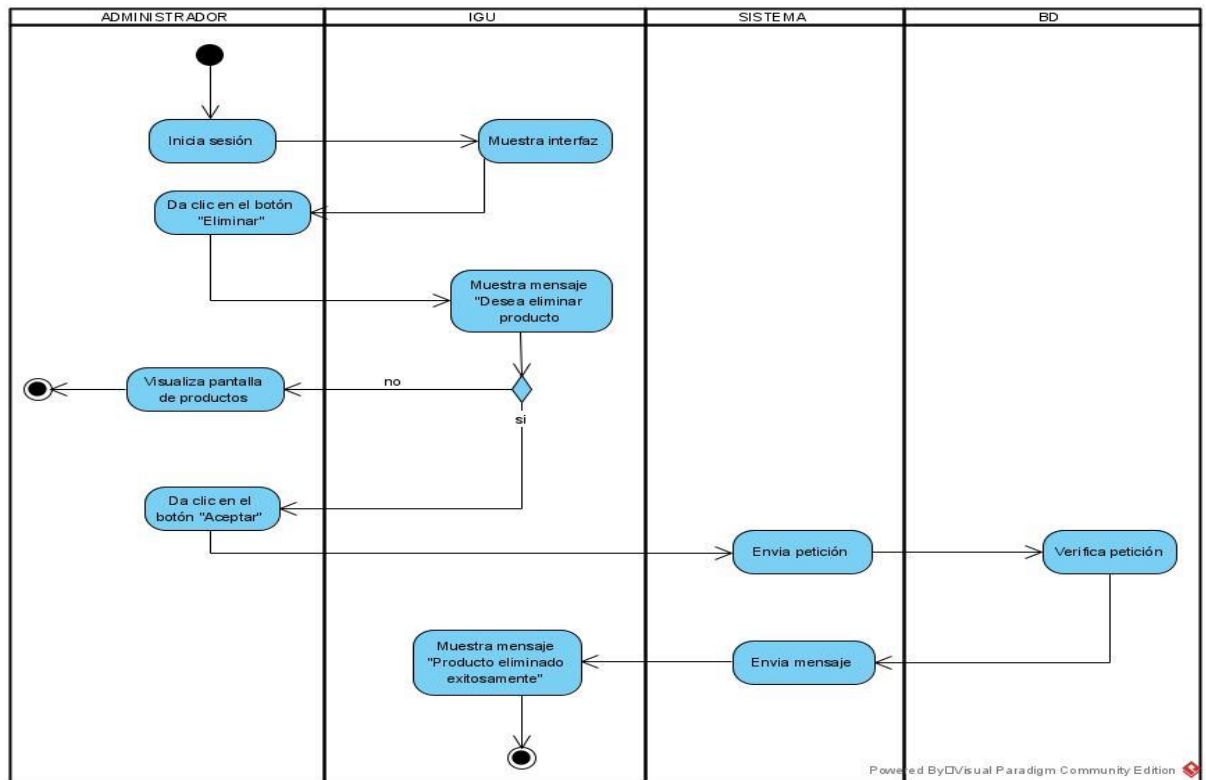 ADMINISTRADOR
IGU
SISTEMA
BD
Inicia sesión
Muestra interfaz
Da clic en el botón
"Eliminar"
Muestra mensaje
"Desea eliminar
producto
Visualiza pantalla
de productos
no
si
Da clic en el
botón "Aceptar"
Envia petición
Verifica petición
Muestra mensaje
"Producto eliminado
exitosamente"
Envia mensaje
Powered By□Visual Paradigm Community Edition